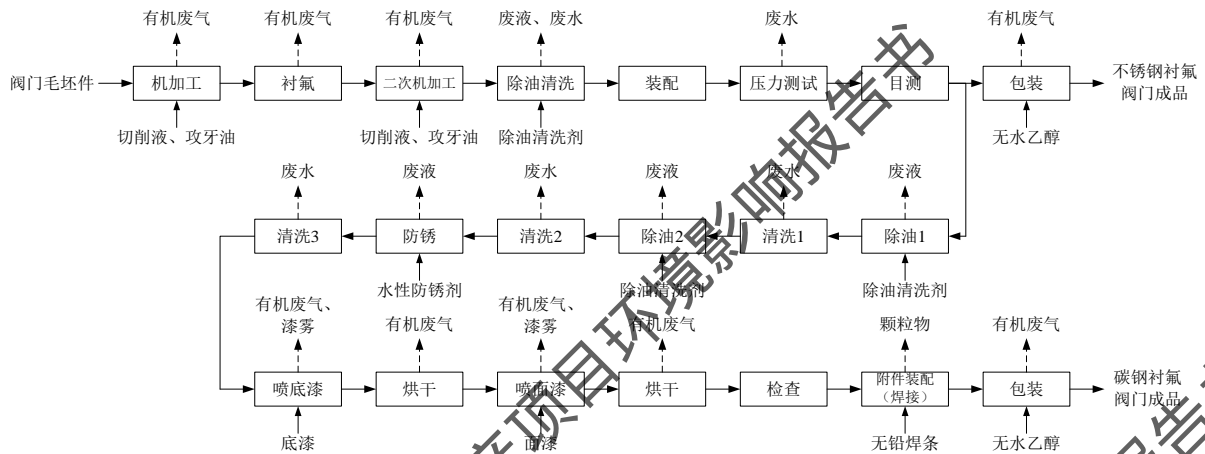 有机废气
有机废气
有机废气
废液、废水
废水
有机废气
阀门毛坯件
机加工
衬氟
二次机加工
除油清洗
装配
压力测试
目测
包装
不锈钢衬氟
阀门成品
切削液、攻牙油
切削液、攻牙油
除油清洗剂
无水乙醇
废水
废液
废水
废液
废水
废液
清洗3
防锈
清洗2
除油2
清洗1
除油1
水性防锈剂
除油清洗剂
除油清洗剂
有机废气、
漆雾
有机废气
有机废气、
漆雾
有机废气
颗粒物
有机废气
喷底漆
烘干
喷面漆
烘干
检查
附件装配
（焊接）
包装
碳钢衬氟
阀门成品
底漆
面漆
无铅焊条
无水乙醇
项目环境影响报告书
报告